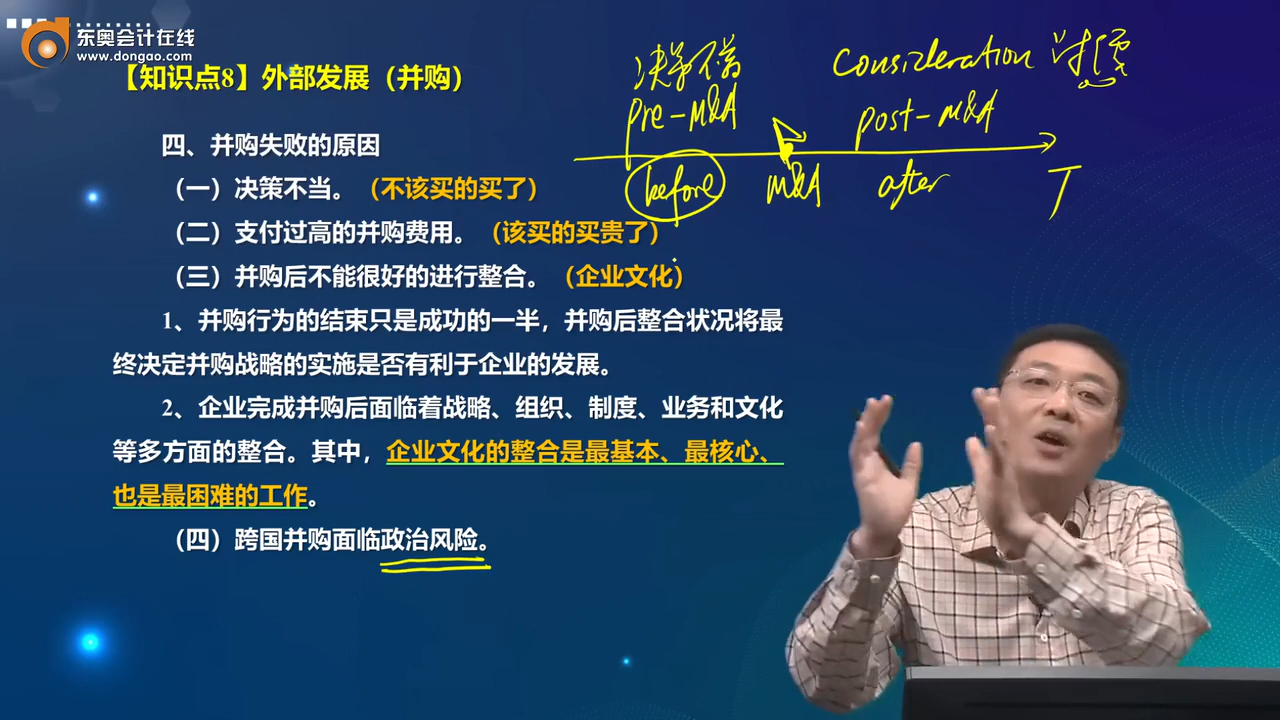 东奥会计在线
www.dongao.com
【知识点8】外部发展（并购）
决策不当
consideration
pre-M&A
post-M&A
before
M&A
after
T
四、并购失败的原因
（一）决策不当。（不该买的买了）
（二）支付过高的并购费用。（该买的买贵了）
（三）并购后不能很好的进行整合。（企业文化）
1、并购行为的结束只是成功的一半，并购后整合状况将最
终决定并购战略的实施是否有利于企业的发展。
2、企业完成并购后面临着战略、组织、制度、业务和文化
等多方面的整合。其中，企业文化的整合是最基本、最核心、
也是最困难的工作。
（四）跨国并购面临政治风险。